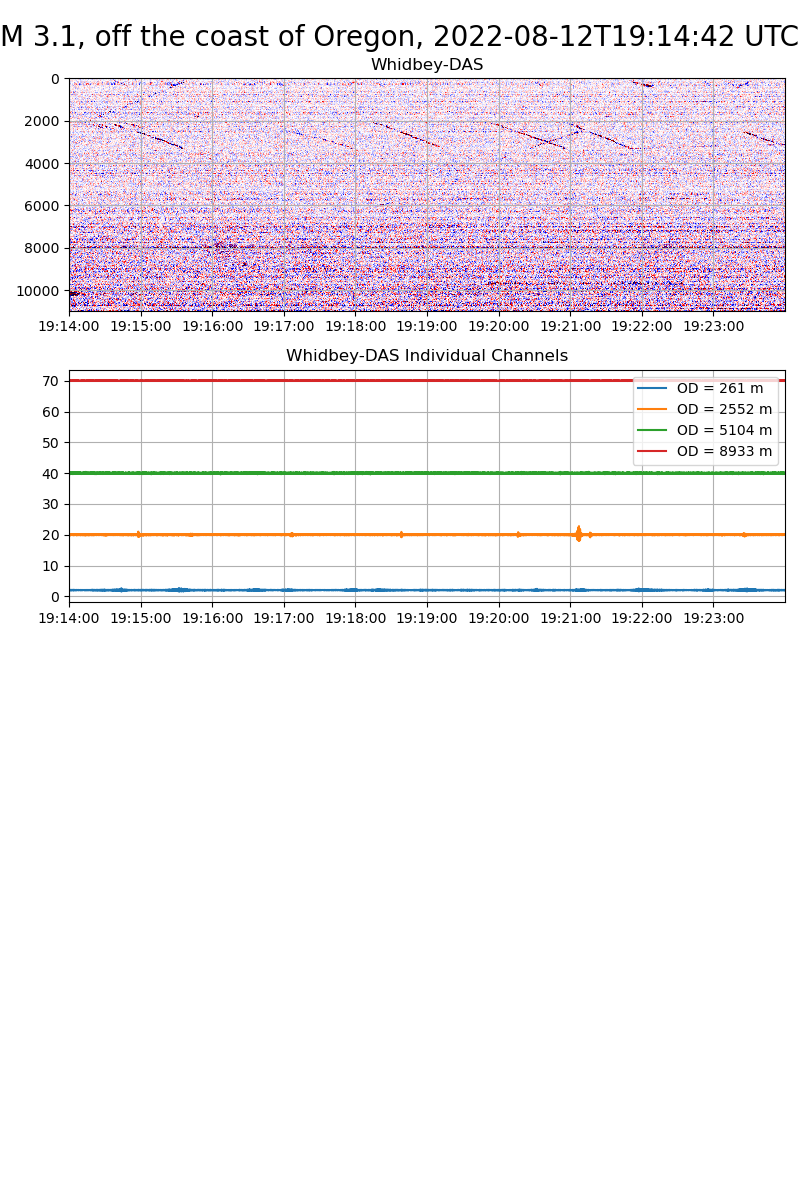 M 3.1, off the coast of Oregon, 2022-08-12T19:14:42 UTC
Whidbey-DAS
0
2000
4000
6000
8000
10000
19:14:00 19:15:00 19:16:00 19:17:00 19:18:00 19:19:00 19:20:00 19:21:00 19:22:00 19:23:00
Whidbey-DAS Individual Channels
70
60
50
40
30
20
10
0
OD = 261 m
OD = 2552 m
OD = 5104 m
OD = 8933 m
19:14:00 19:15:00 19:16:00 19:17:00 19:18:00 19:19:00 19:20:00 19:21:00 19:22:00 19:23:00